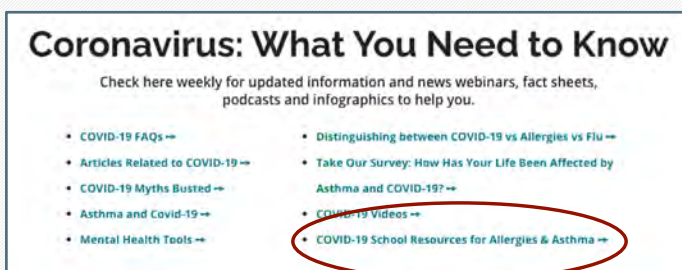 Coronavirus: What You Need to Know
Check here weekly for updated information and news webinars, fact sheets,
podcasts and infographics to help you.
• COVID-19 FAQs →
• Articles Related to COVID-19 →
• COVID-19 Myths Busted →
• Asthma and Covid-19 →
• Mental Health Tools →
• Distinguishing between COVID-19 vs Allergies vs Flu →
• Take Our Survey: How Has Your Life Been Affected by
Asthma and COVID-19? →
• COVID-19 Videos →
• COVID-19 School Resources for Allergies & Asthma →